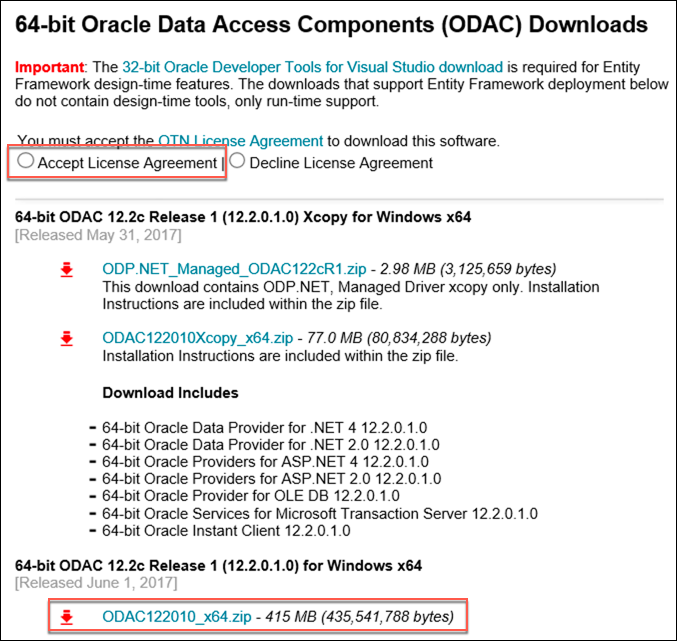 64-bit Oracle Data Access Components (ODAC) Downloads
Important: The 32-bit Oracle Developer Tools for Visual Studio download is required for Entity
Framework design-time features. The downloads that support Entity Framework deployment below
do not contain design-time tools, only run-time support.
You must accept the OTN License Agreement to download this software.
Accept License Agreement | Decline License Agreement
64-bit ODAC 12.2c Release 1 (12.2.0.1.0) Xcopy for Windows x64
[Released May 31, 2017]
ODP.NET_Managed_ODAC122cR1.zip - 2.98 MB (3,125,659 bytes)
This download contains ODP.NET, Managed Driver xcopy only. Installation
Instructions are included within the zip file.
ODAC122010Xcopy_x64.zip - 77.0 MB (80,834,288 bytes)
Installation Instructions are included within the zip file.
Download Includes
- 64-bit Oracle Data Provider for .NET 4 12.2.0.1.0
- 64-bit Oracle Data Provider for .NET 2.0 12.2.0.1.0
- 64-bit Oracle Providers for ASP.NET 4 12.2.0.1.0
- 64-bit Oracle Providers for ASP.NET 2.0 12.2.0.1.0
- 64-bit Oracle Provider for OLE DB 12.2.0.1.0
- 64-bit Oracle Services for Microsoft Transaction Server 12.2.0.1.0
- 64-bit Oracle Instant Client 12.2.0.1.0
64-bit ODAC 12.2c Release 1 (12.2.0.1.0) for Windows x64
[Released June 1, 2017]
ODAC122010_x64.zip - 415 MB (435,541,788 bytes)